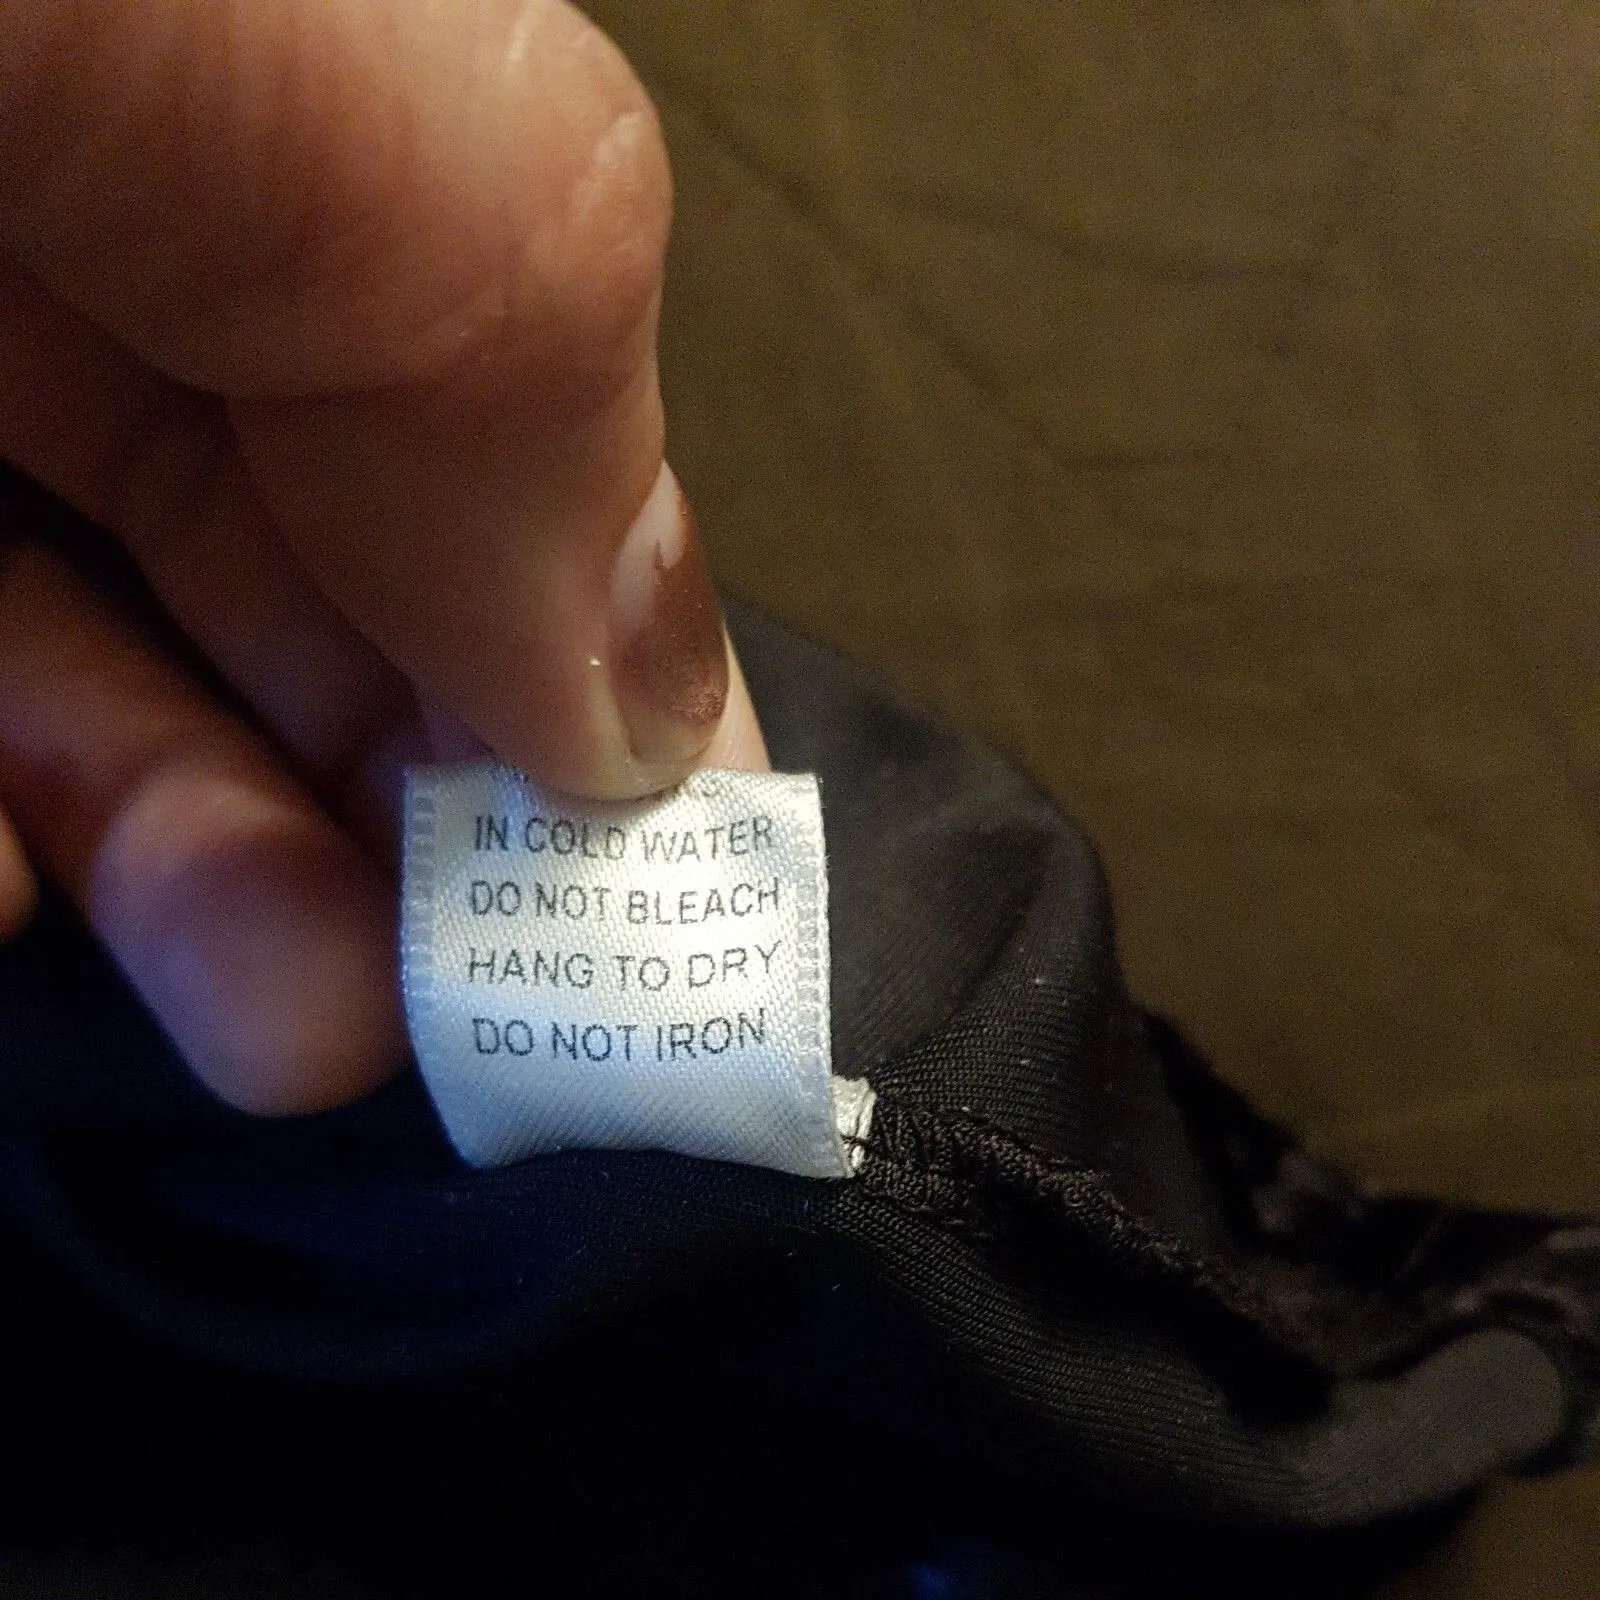 IN COLD WATER
DO NOT BLEACH
HANG TO DRY
DO NOT IRON